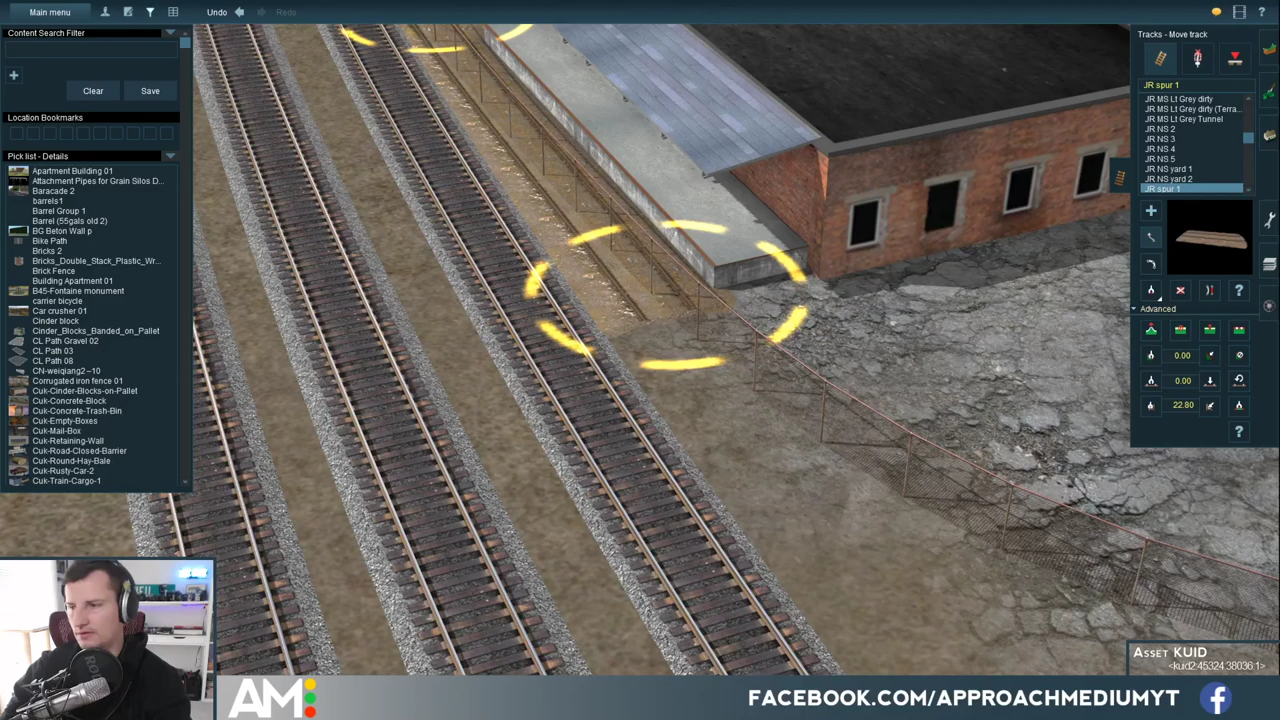 Main menu
Undo
Redo
?
Content Search Filter
Clear
Save
Location Bookmarks
Pick list - Details
Apartment Building 01
Attachment Pipes for Grain Silos D...
Baracade 2
barrels1
Barrel Group 1
Barrel (55gals old 2)
BG Beton Wall p
Bike Path
Bricks 2
Bricks_Double_Stack_Plastic_Wr...
Brick Fence
Building Apartment 01
B45-Fontaine monument
carrier bicycle
Car crusher 01
Cinder block
Cinder_Blocks_Banded_on_Pallet
CL Path Gravel 02
CL Path 03
CL Path 08
CN-weiqiang2-10
Corrugated iron fence 01
Cuk-Cinder-Blocks-on-Pallet
Cuk-Concrete-Block
Cuk-Concrete-Trash-Bin
Cuk-Empty-Boxes
Cuk-Mail-Box
Cuk-Retaining-Wall
Cuk-Road-Closed-Barrier
Cuk-Round-Hay-Bale
Cuk-Rusty-Car-2
Cuk-Train-Cargo-1
Tracks - Move track
JR spur 1
JR MS Lt Grey dirty
JR MS Lt Grey dirty (Terra...
JR MS Lt Grey Tunnel
JR NS 2
JR NS 3
JR NS 4
JR NS 5
JR NS yard 1
JR NS yard 2
JR spur 1
?
Advanced
0.00
0.00
22.80
?
ASSET KUID
<kuid2:45324:38036:1>
AM
FACEBOOK.COM/APPROACHMEDIUMYT